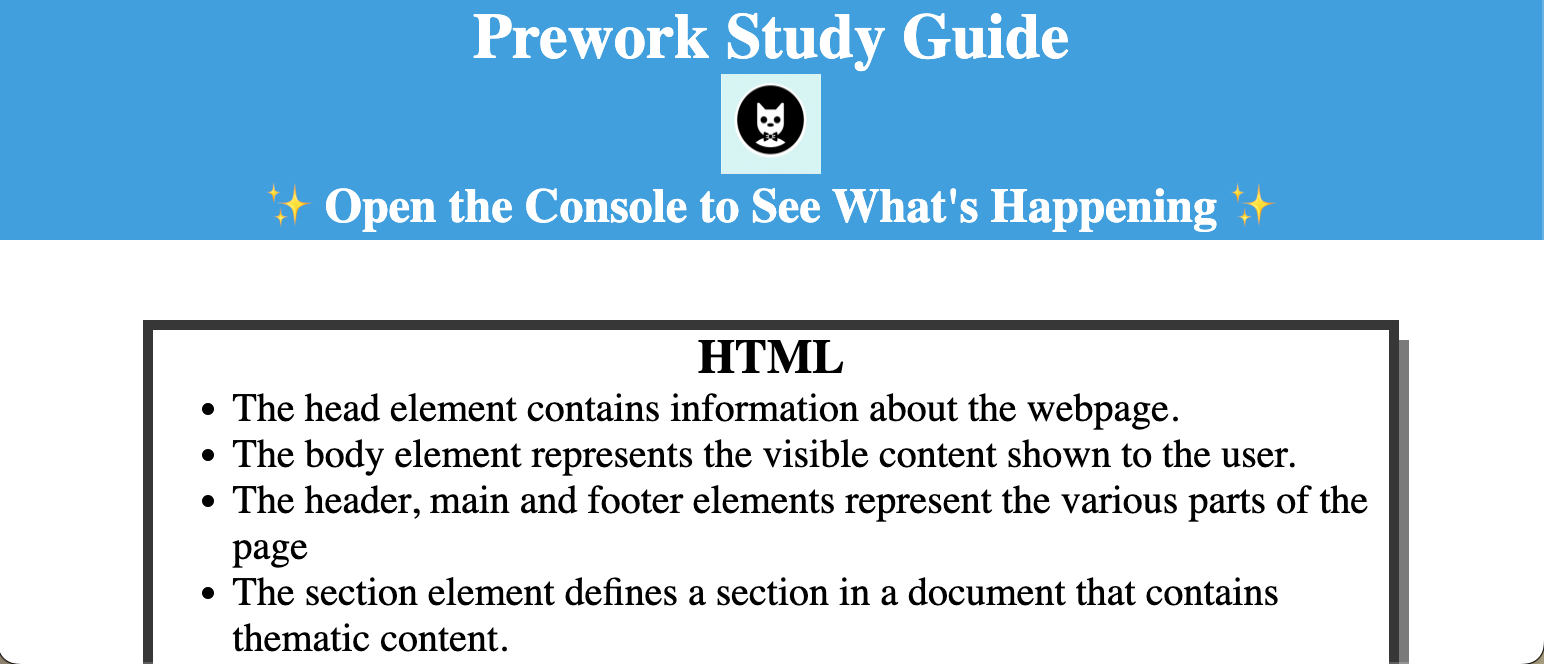 Prework Study Guide
✨ Open the Console to See What's Happening ✨
HTML
• The head element contains information about the webpage.
• The body element represents the visible content shown to the user.
• The header, main and footer elements represent the various parts of the
page
• The section element defines a section in a document that contains
thematic content.